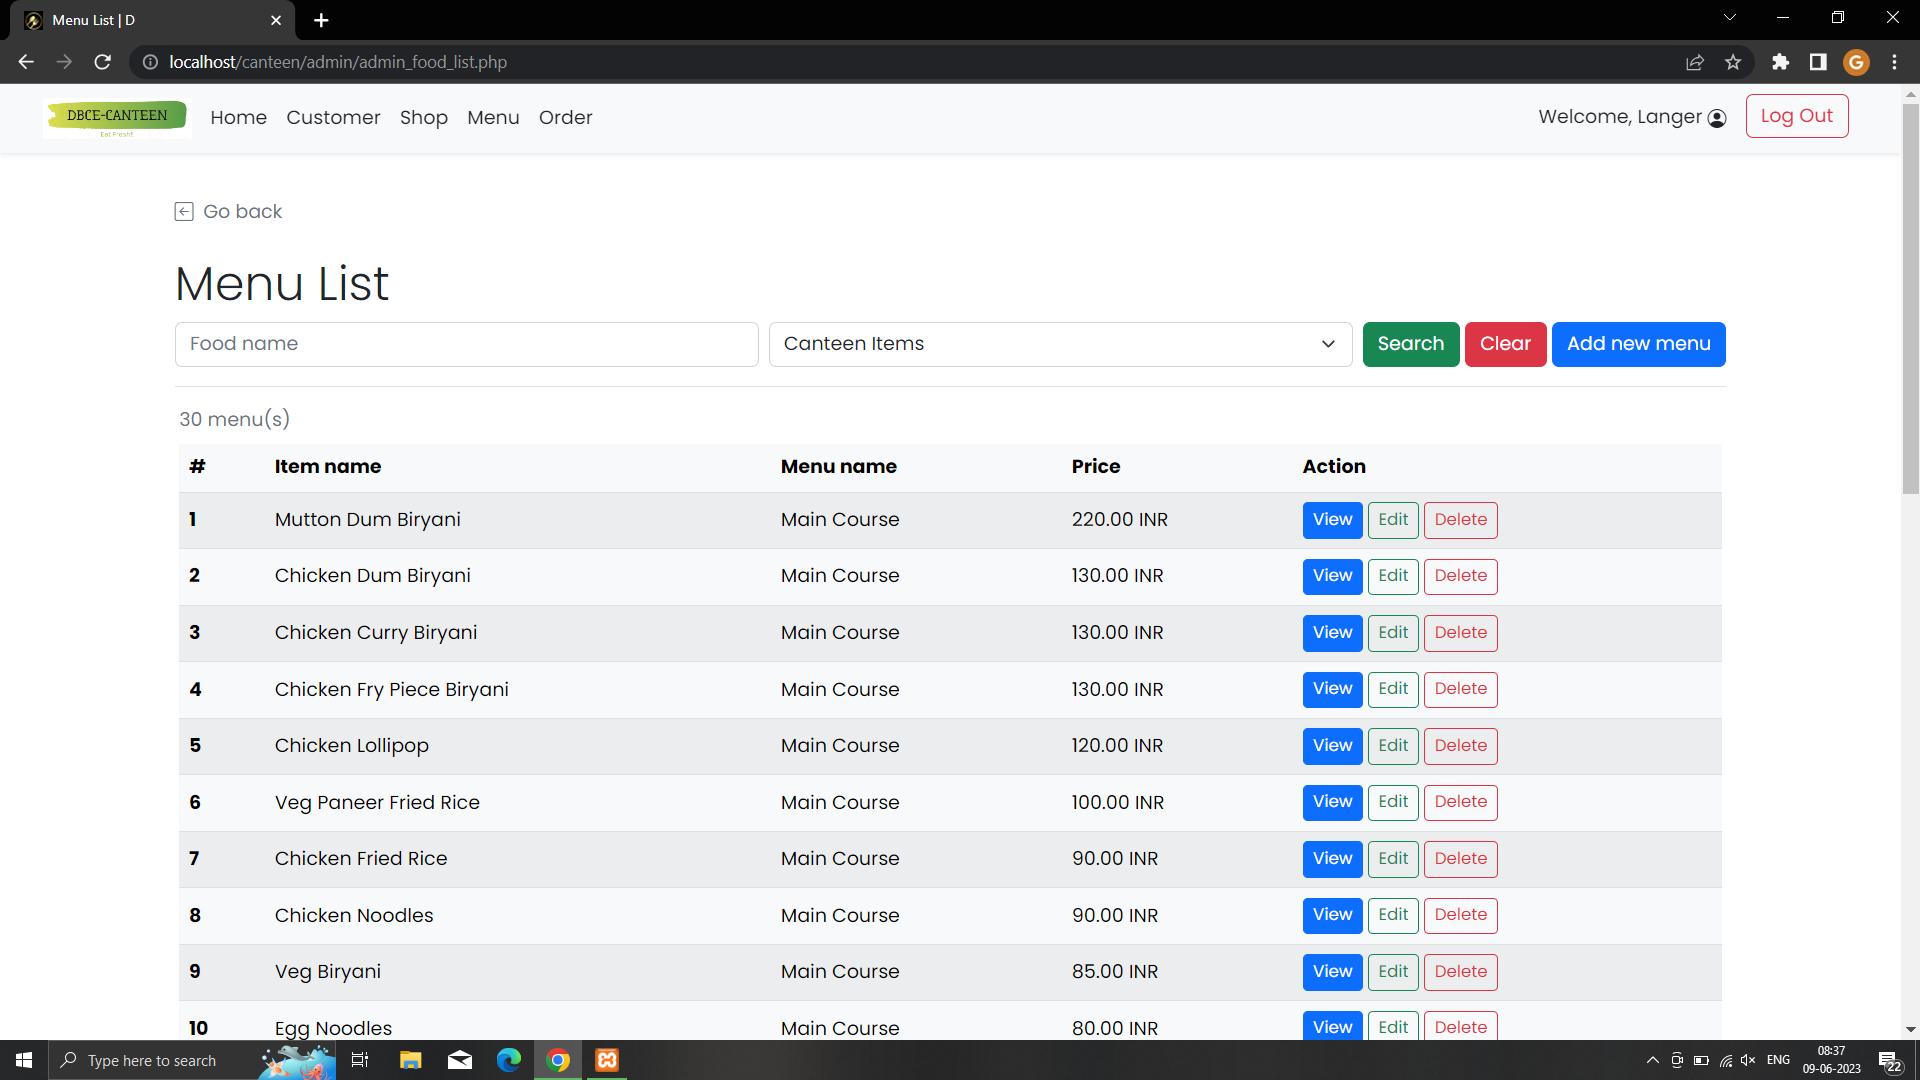 Menu List | D
localhost/canteen/admin/admin_food_list.php
DBCE-CANTEEN
Eat Fresh!!
Home Customer Shop Menu Order Welcome, Langer Log Out
Go back
Menu List
Food name Canteen Items Search Clear Add new menu
30 menu(s)
# Item name Menu name Price Action
1 Mutton Dum Biryani Main Course 220.00 INR View Edit Delete
2 Chicken Dum Biryani Main Course 130.00 INR View Edit Delete
3 Chicken Curry Biryani Main Course 130.00 INR View Edit Delete
4 Chicken Fry Piece Biryani Main Course 130.00 INR View Edit Delete
5 Chicken Lollipop Main Course 120.00 INR View Edit Delete
6 Veg Paneer Fried Rice Main Course 100.00 INR View Edit Delete
7 Chicken Fried Rice Main Course 90.00 INR View Edit Delete
8 Chicken Noodles Main Course 90.00 INR View Edit Delete
9 Veg Biryani Main Course 85.00 INR View Edit Delete
10 Egg Noodles Main Course 80.00 INR View Edit Delete
Type here to search ENG 08:37
09-06-2023 22